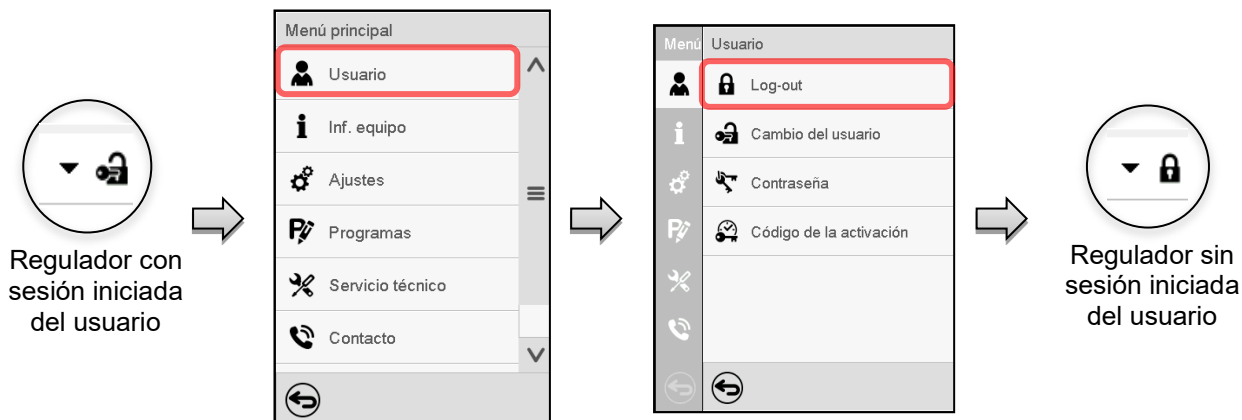 Regulador con
sesión iniciada
del usuario
Menú principal
Usuario
Inf. equipo
Ajustes
Programas
Servicio técnico
Contacto
Menú
Usuario
Log-out
Cambio del usuario
Contraseña
Código de la activación
Regulador sin
sesión iniciada
del usuario